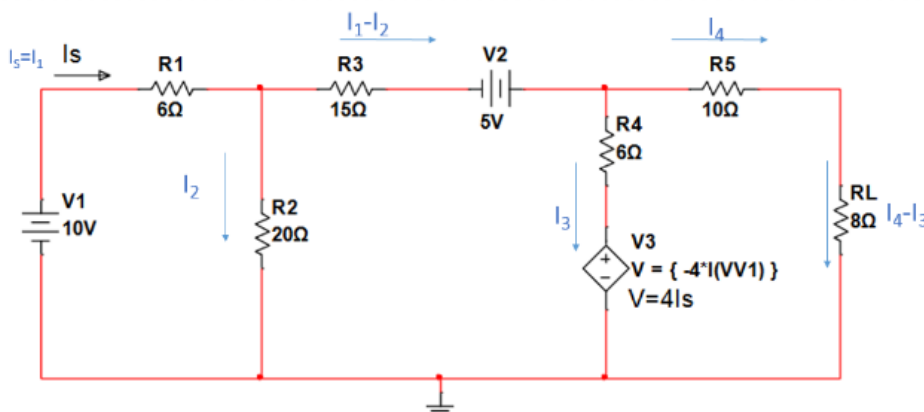 I₁-I₂
I₄
Iₛ=I₁
Is
R1
6Ω
R3
15Ω
V2
5V
R5
10Ω
R4
6Ω
I₂
V1
10V
R2
20Ω
I₃
V3
V = { -4*I(VV1) }
V=4Is
RL
8Ω
I₄-I₃